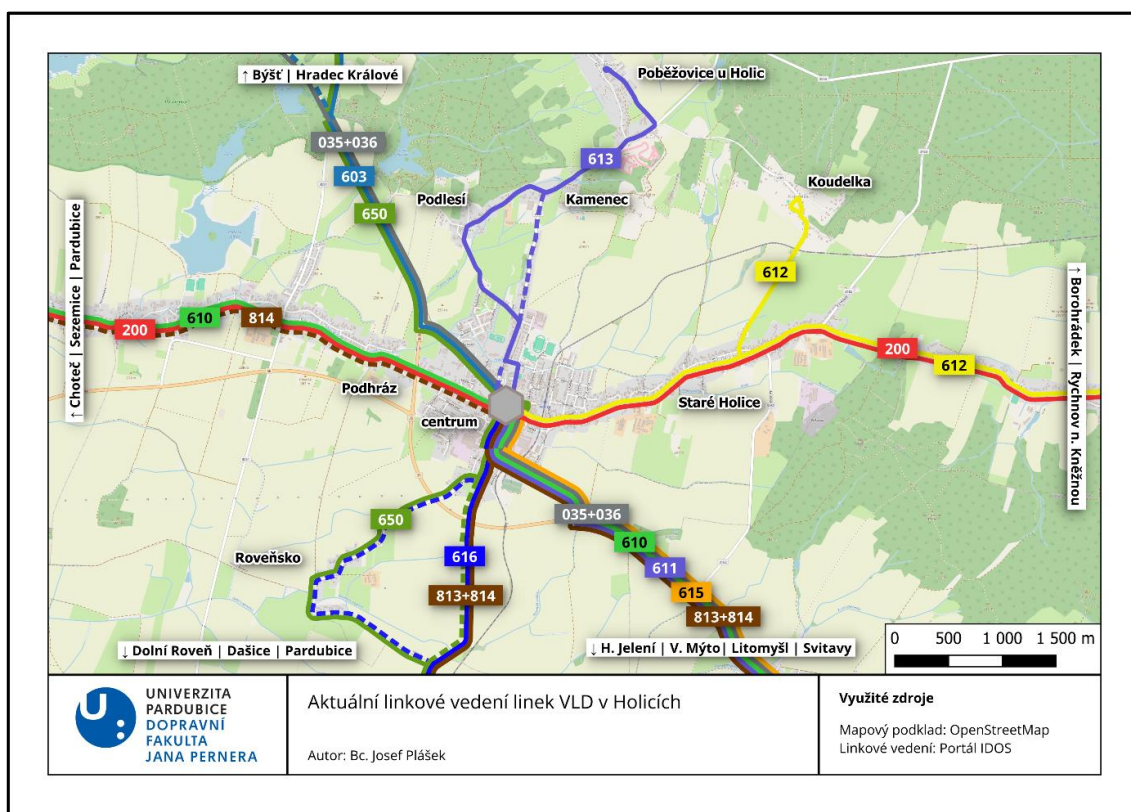 ↑ Býšť | Hradec Králové
Poběžovice u Holic
035+036
603
650
613
Podlesí
Kamenec
Koudelka
612
↑ Choteč | Sezemice | Pardubice
↑ Borohrádek | Rychnov n. Kněžnou
200
610
814
200
612
Podhráz
centrum
Staré Holice
650
035+036
610
Roveňsko
616
611
813+814
615
813+814
↓ Dolní Roveň | Dašice | Pardubice
↓ H. Jelení | V. Mýto| Litomyšl | Svitavy
0 500 1 000 1 500 m
UNIVERZITA
PARDUBICE
DOPRAVNÍ
FAKULTA
JANA PERNERA
Aktuální linkové vedení linek VLD v Holicích
Autor: Bc. Josef Plášek
Využité zdroje
Mapový podklad: OpenStreetMap
Linkové vedení: Portál IDOS